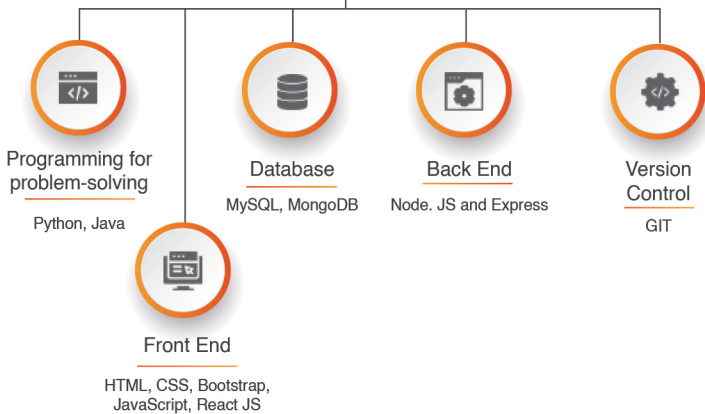 Programming for
problem-solving
Python, Java
Front End
HTML, CSS, Bootstrap,
JavaScript, React JS
Database
MySQL, MongoDB
Back End
Node. JS and Express
Version
Control
GIT